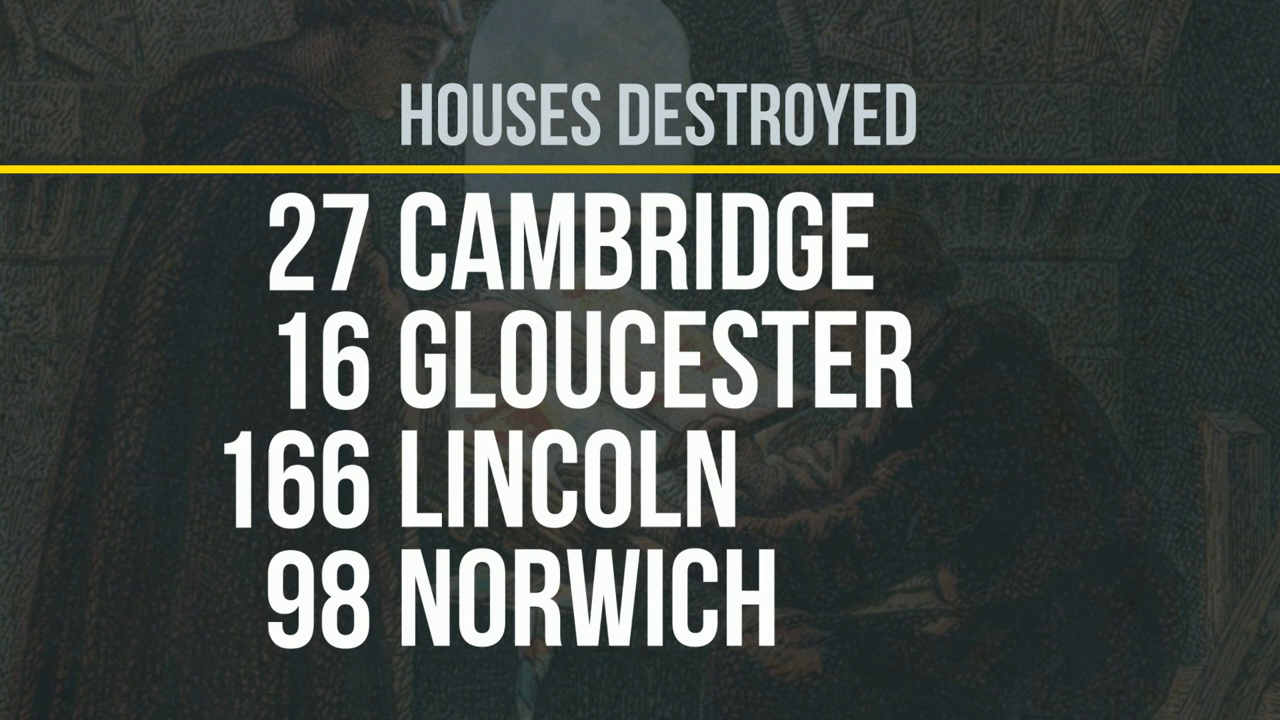 HOUSES DESTROYED
27 CAMBRIDGE
16 GLOUCESTER
166 LINCOLN
98 NORWICH